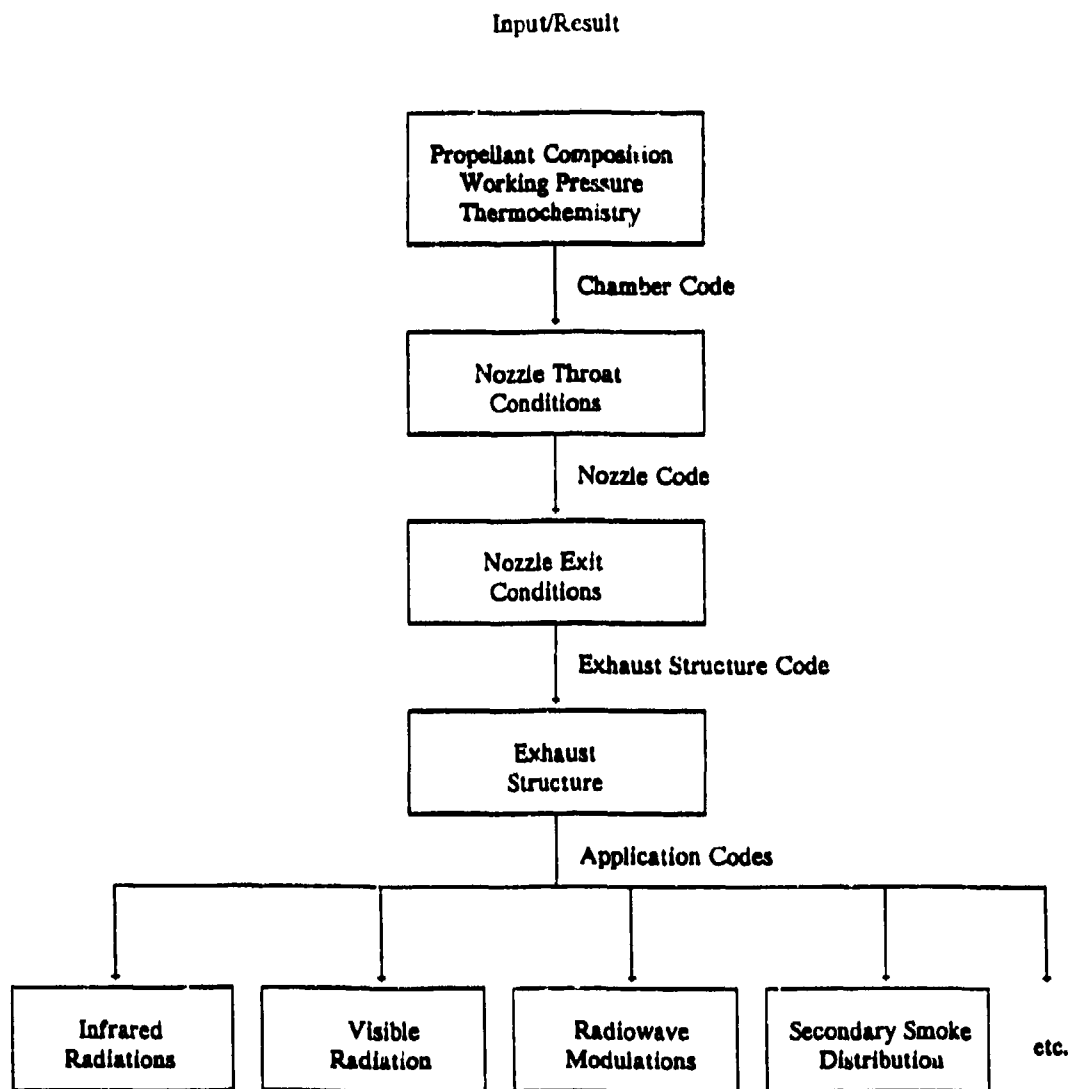 Input/Result
Propellant Composition
Working Pressure
Thermochemistry
Chamber Code
Nozzle Throat
Conditions
Nozzle Code
Nozzle Exit
Conditions
Exhaust Structure Code
Exhaust
Structure
Application Codes
Infrared
Radiations
Visible
Radiation
Radiowave
Modulations
Secondary Smoke
Distribution
etc.